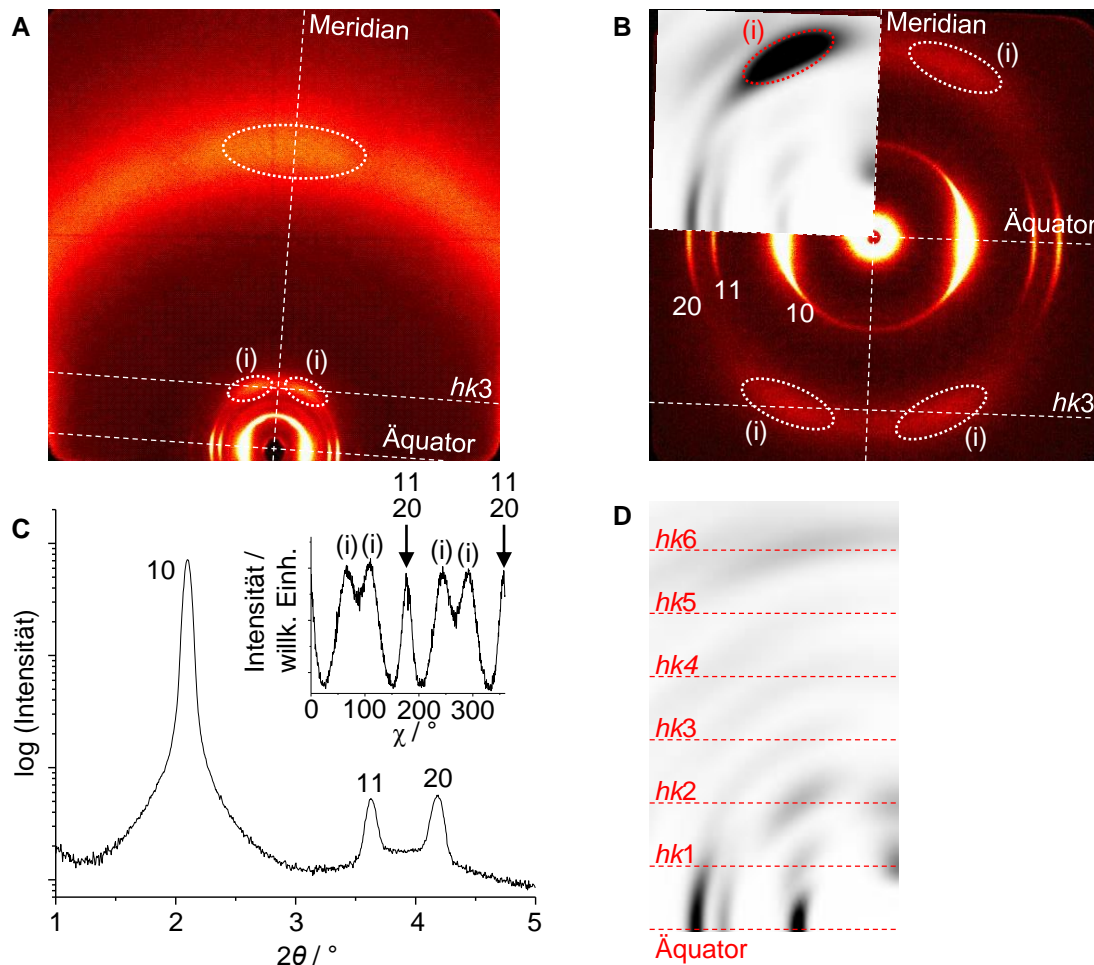 A
Meridian
(i)
(i)
hk3
Äquator
B
(i)
Meridian
(i)
Äquator
20
11
10
hk3
(i)
(i)
C
log (Intensität)
10
11
20
1
2
3
4
5
2θ / °
Intensität /
willk. Einh.
(i)
(i)
11
20
(i)
(i)
11
20
0
100
200
300
χ / °
D
hk6
hk5
hk4
hk3
hk2
hk1
Äquator